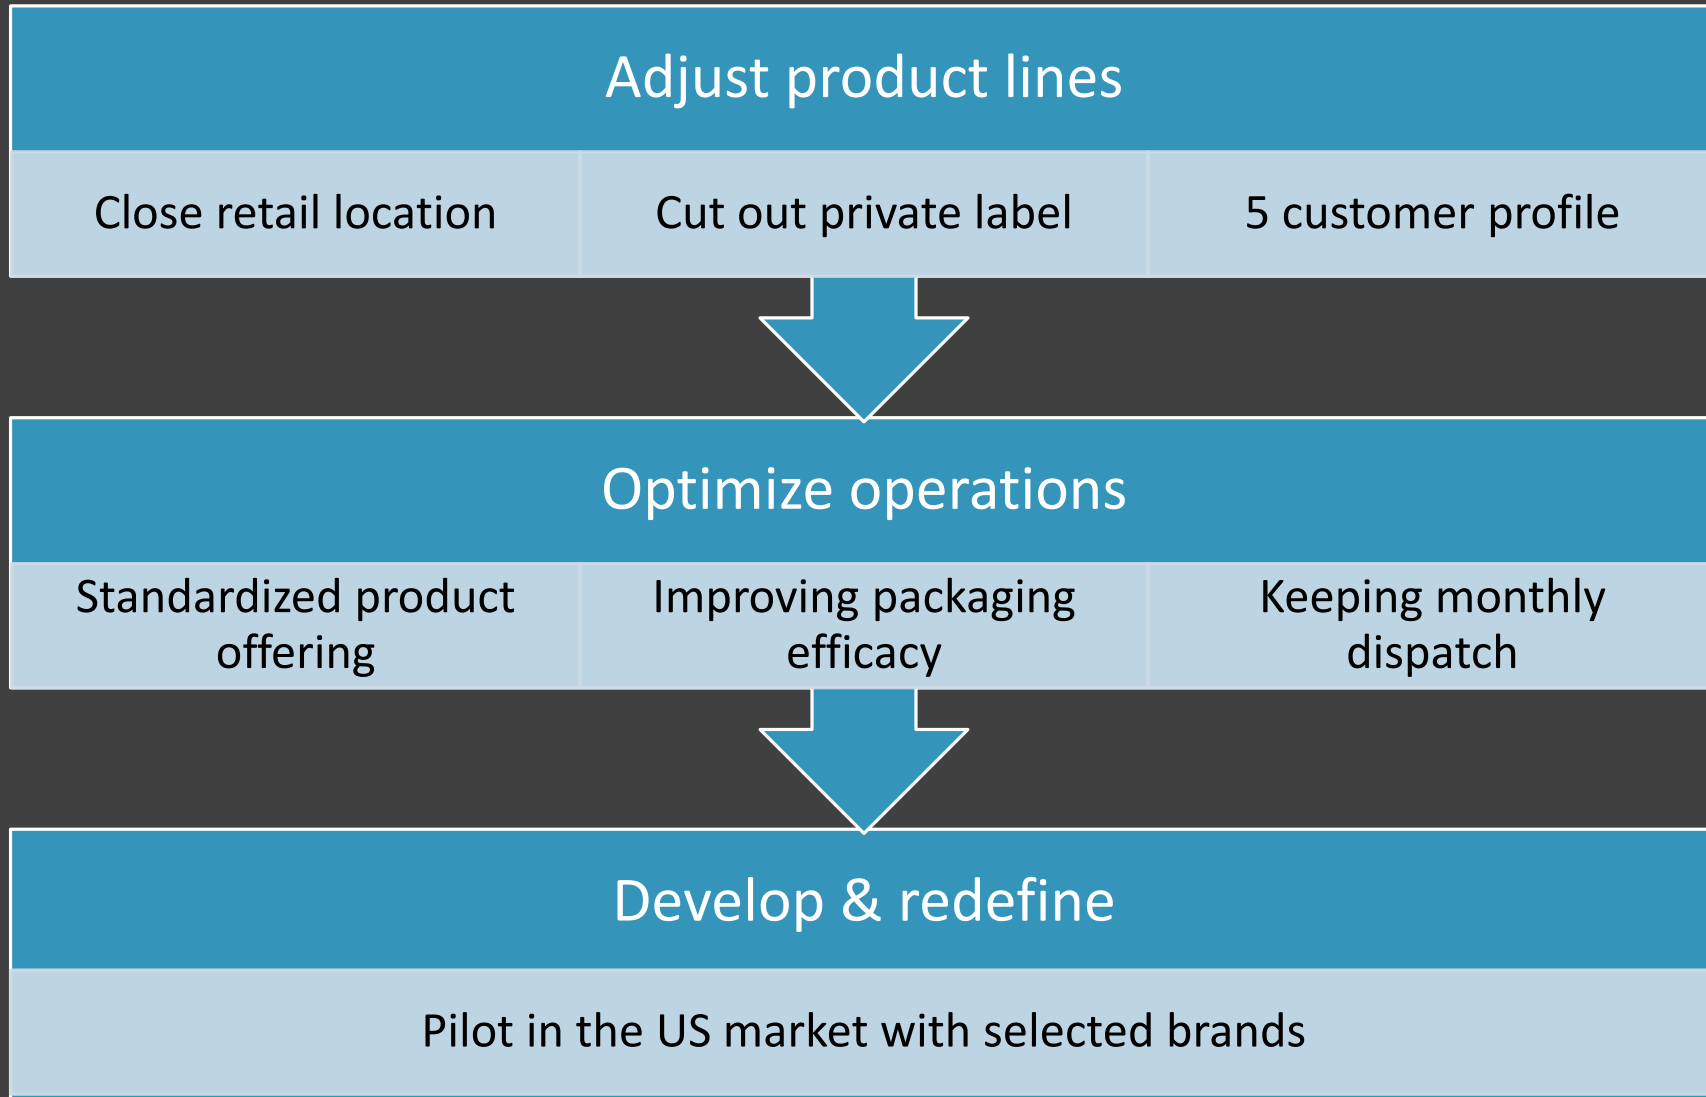 Adjust product lines
Close retail location
Cut out private label
5 customer profile
Optimize operations
Standardized product
offering
Improving packaging
efficacy
Keeping monthly
dispatch
Develop & redefine
Pilot in the US market with selected brands